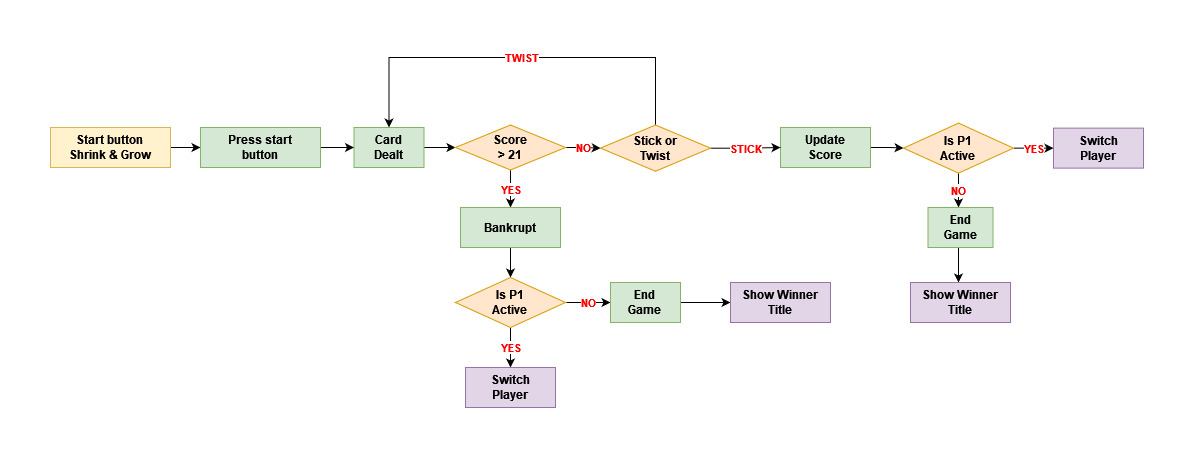 TWIST
Start button
Shrink & Grow
Press start
button
Card
Dealt
Score
> 21
NO
Stick or
Twist
STICK
Update
Score
Is P1
Active
YES
Switch
Player
YES
NO
Bankrupt
End
Game
Is P1
Active
NO
End
Game
Show Winner
Title
Show Winner
Title
YES
Switch
Player